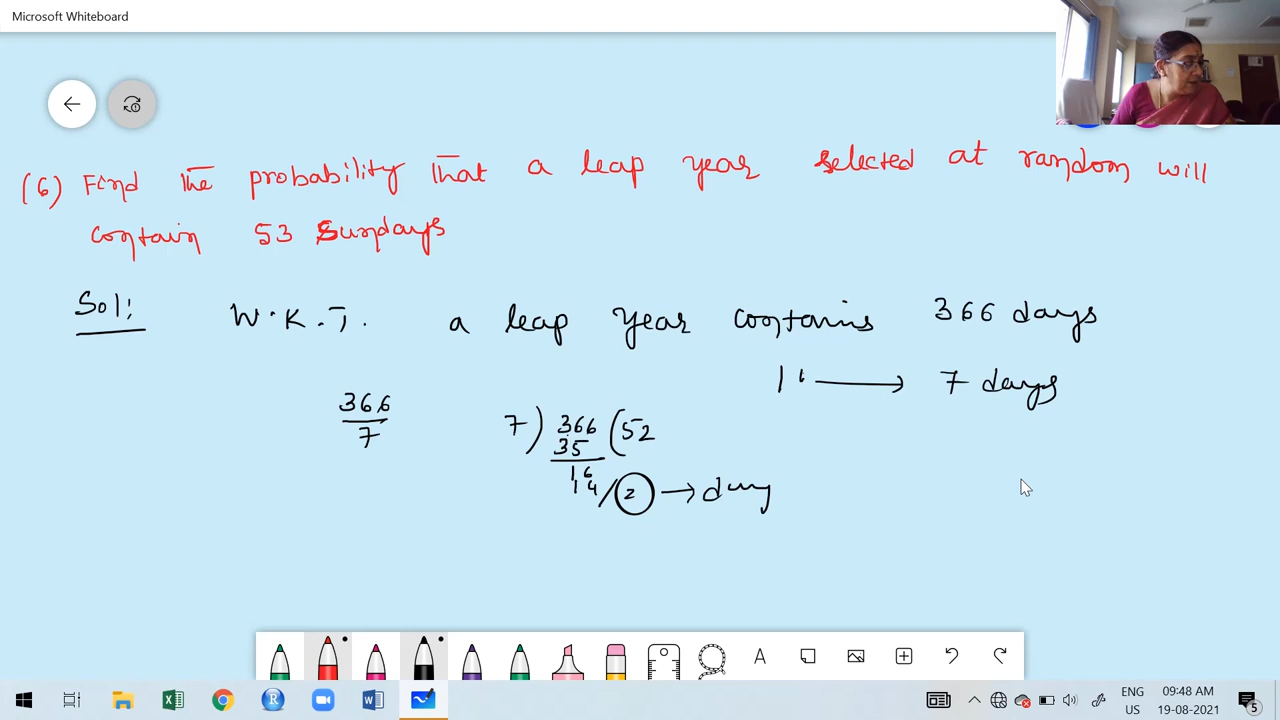 Microsoft Whiteboard
(6) Find the probability that a leap year selected at random will
contain 53 Sundays
Sol:
W.K.T. a leap year contains 366 days
→ 7 days
366
7
7) 366 (52
35
16
14 / 2 →
A
ENG
US
09:48 AM
19-08-2021
5